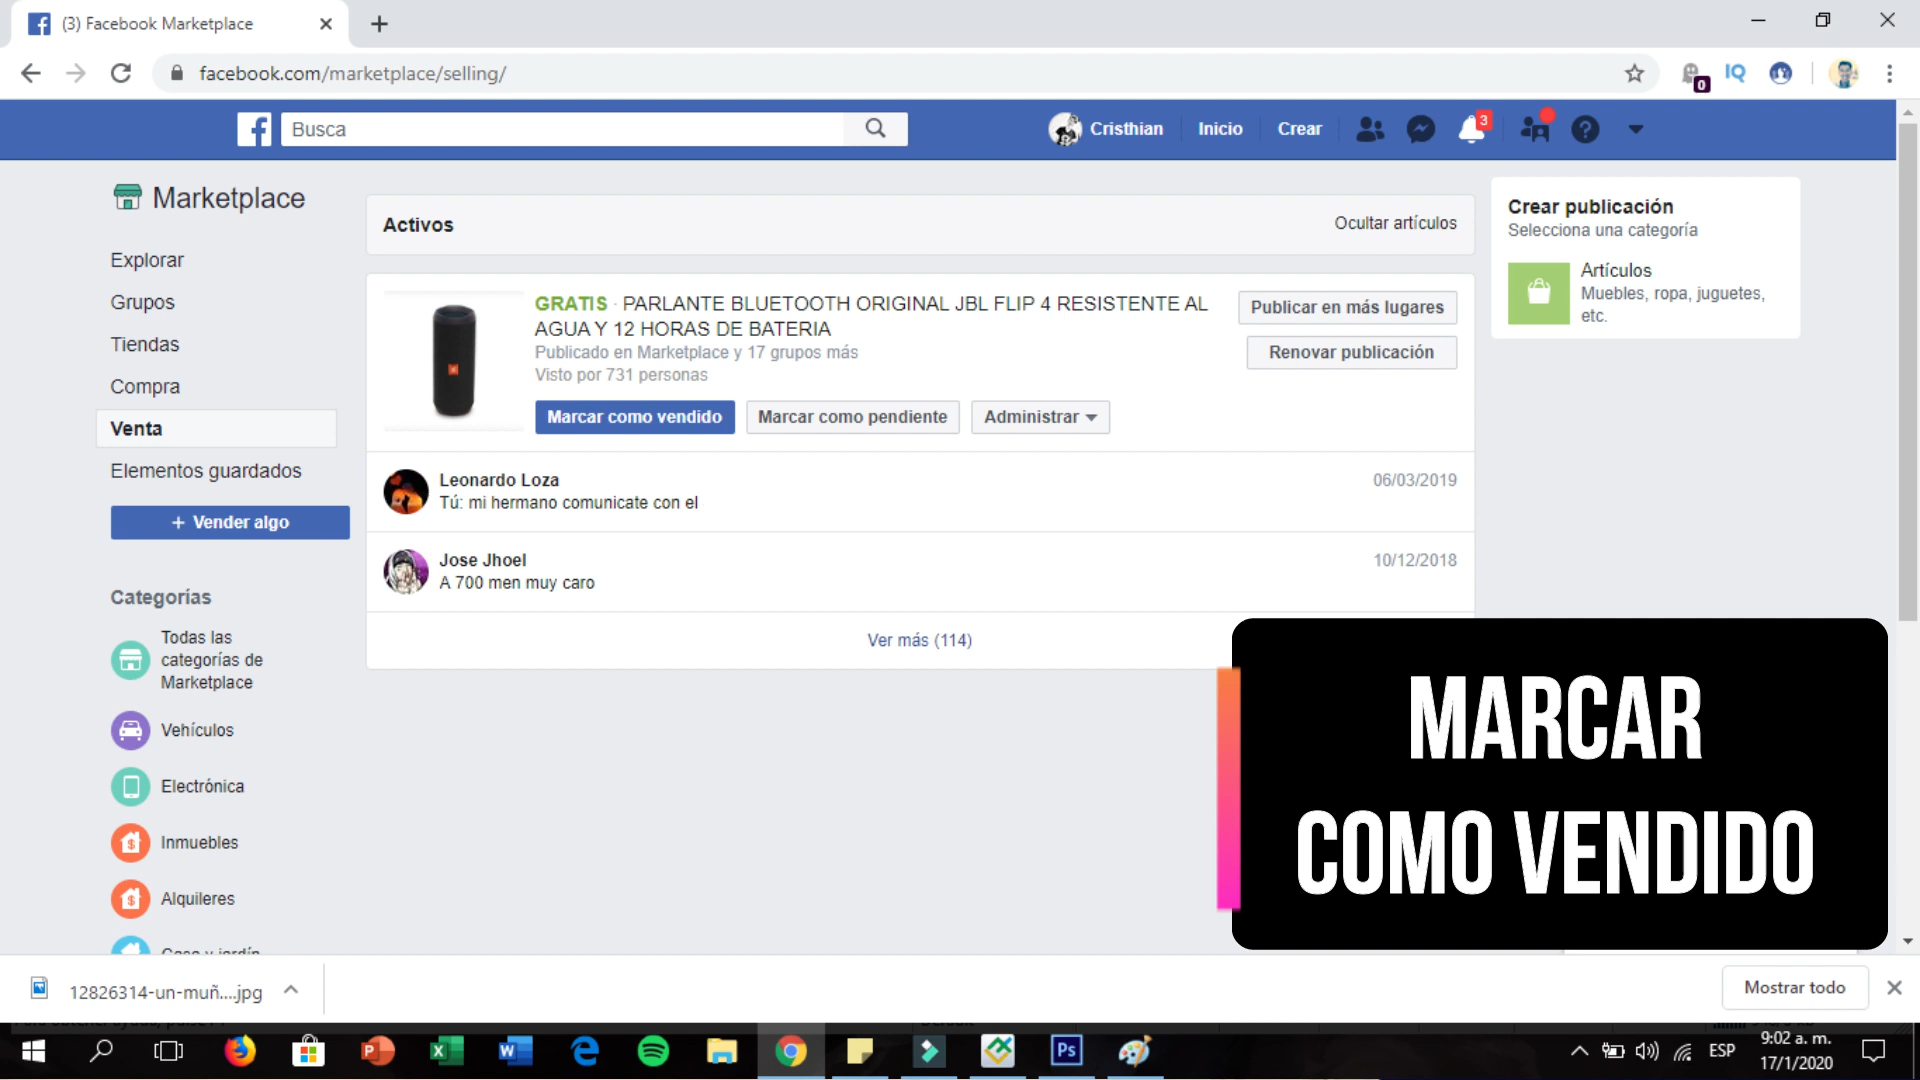 (3) Facebook Marketplace
facebook.com/marketplace/selling/
0
IQ
Busca
Cristhian
Inicio
Crear
3
Marketplace
Explorar
Grupos
Tiendas
Compra
Venta
Elementos guardados
+ Vender algo
Categorías
Todas las
categorías de
Marketplace
Vehículos
Electrónica
Inmuebles
Alquileres
Casa y jardín
Activos
Ocultar artículos
GRATIS · PARLANTE BLUETOOTH ORIGINAL JBL FLIP 4 RESISTENTE AL
AGUA Y 12 HORAS DE BATERIA
Publicado en Marketplace y 17 grupos más
Visto por 731 personas
Publicar en más lugares
Renovar publicación
Marcar como vendido
Marcar como pendiente
Administrar
Leonardo Loza
06/03/2019
Tú: mi hermano comunicate con el
Jose Jhoel
10/12/2018
A 700 men muy caro
Ver más (114)
Crear publicación
Selecciona una categoría
Artículos
Muebles, ropa, juguetes,
etc.
MARCAR
COMO VENDIDO
12826314-un-muñ....jpg
Mostrar todo
ESP
9:02 a. m.
17/1/2020